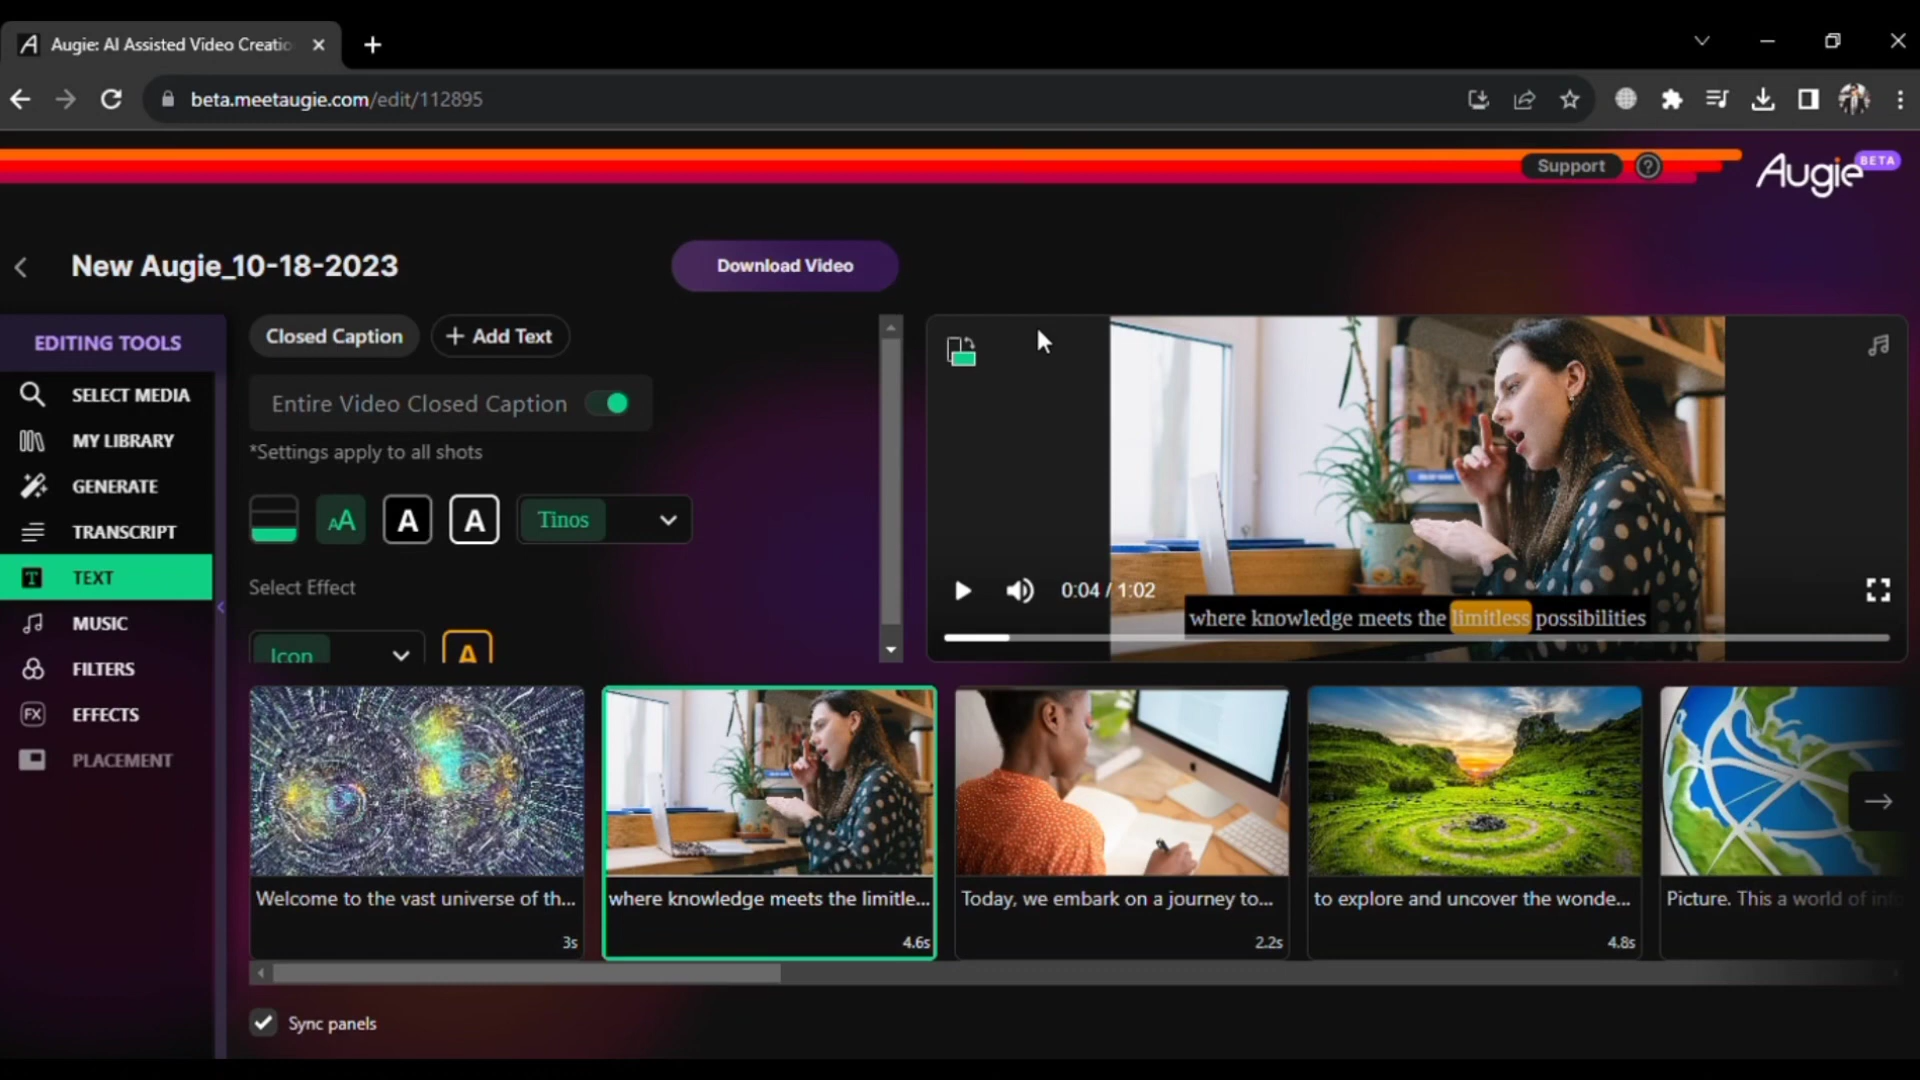 Augie: AI Assisted Video Creatio
beta.meetaugie.com/edit/112895
Support
?
Augie BETA
New Augie_10-18-2023
Download Video
EDITING TOOLS
SELECT MEDIA
MY LIBRARY
GENERATE
TRANSCRIPT
T TEXT
MUSIC
FILTERS
FX EFFECTS
PLACEMENT
Closed Caption
+ Add Text
Entire Video Closed Caption
*Settings apply to all shots
AA A A Tinos
Select Effect
Icon A
0:04 / 1:02
where knowledge meets the limitless possibilities
Welcome to the vast universe of th...
3s
where knowledge meets the limitle...
4.6s
Today, we embark on a journey to...
2.2s
to explore and uncover the wonde...
4.8s
Picture. This a world of info
Sync panels